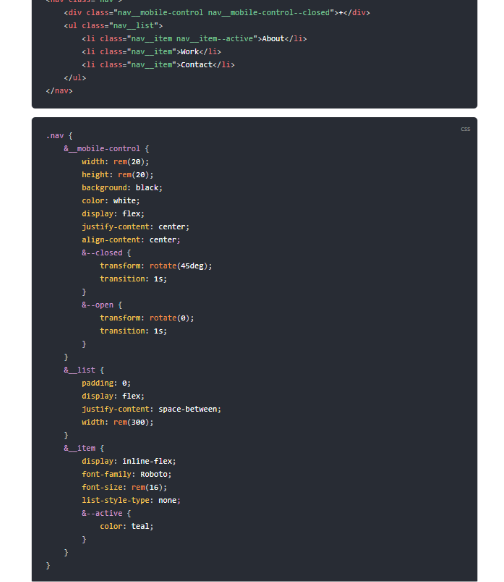 <nav class="nav">
<div class="nav__mobile-control nav__mobile-control--closed">+</div>
<ul class="nav__list">
<li class="nav__item nav__item--active">About</li>
<li class="nav__item">Work</li>
<li class="nav__item">Contact</li>
</ul>
</nav>
css
.nav {
&__mobile-control {
width: rem(20);
height: rem(20);
background: black;
color: white;
display: flex;
justify-content: center;
align-content: center;
&--closed {
transform: rotate(45deg);
transition: 1s;
}
&--open {
transform: rotate(0);
transition: 1s;
}
}
&__list {
padding: 0;
display: flex;
justify-content: space-between;
width: rem(300);
}
&__item {
display: inline-flex;
font-family: Roboto;
font-size: rem(16);
list-style-type: none;
&--active {
color: teal;
}
}
}